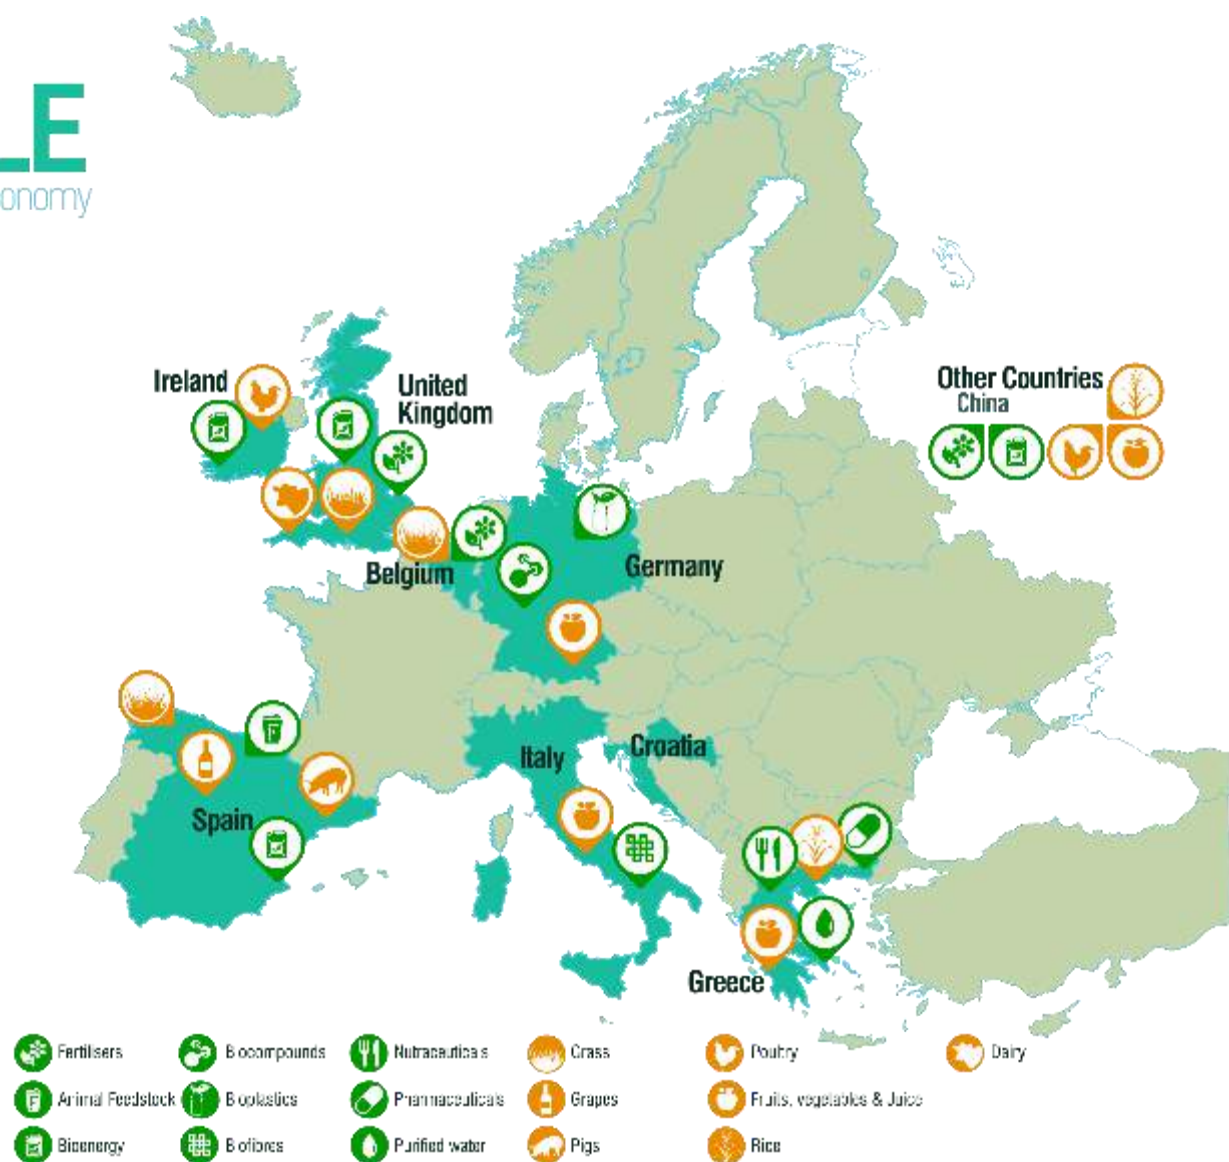 LE
onomy
Ireland
United
Kingdom
Other Countries
China
Belgium
Germany
Italy
Croatia
Spain
Greece
Fertilisers
Biocompounds
Nutraceuticals
Grass
Poultry
Dairy
Animal Feedstock
Bioplastics
Pharmaceuticals
Grapes
Fruits, vegetables & Juice
Bioenergy
Biofibres
Purified water
Pigs
Rice